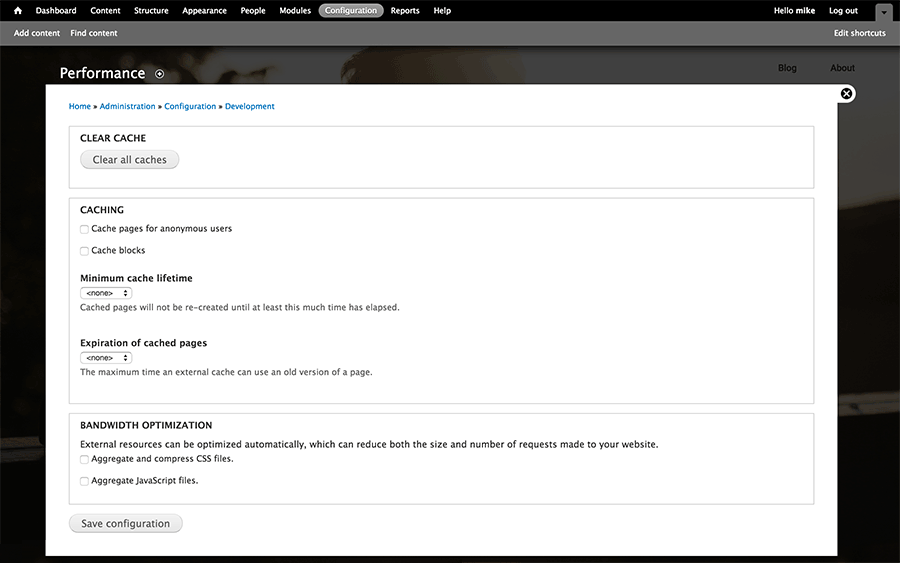 Dashboard Content Structure Appearance People Modules Configuration Reports Help Hello mike Log out
Add content Find content Edit shortcuts
Performance Blog About
Home » Administration » Configuration » Development
CLEAR CACHE
Clear all caches
CACHING
Cache pages for anonymous users
Cache blocks
Minimum cache lifetime
<none>
Cached pages will not be re-created until at least this much time has elapsed.
Expiration of cached pages
<none>
The maximum time an external cache can use an old version of a page.
BANDWIDTH OPTIMIZATION
External resources can be optimized automatically, which can reduce both the size and number of requests made to your website.
Aggregate and compress CSS files.
Aggregate JavaScript files.
Save configuration